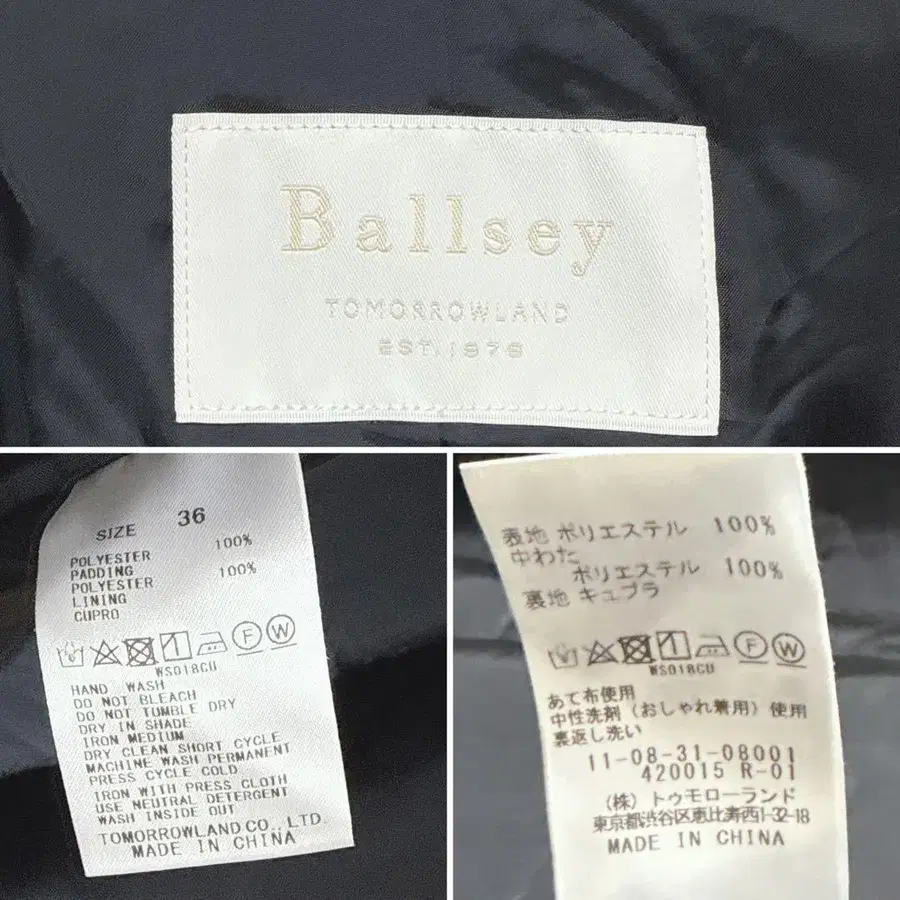 Ballsey
TOMORROWLAND
EST.1978
SIZE 36
POLYESTER 100%
PADDING
POLYESTER 100%
LINING
CUPRO
WS018CU
HAND WASH
DO NOT BLEACH
DO NOT TUMBLE DRY
DRY IN SHADE
IRON MEDIUM
DRY CLEAN SHORT CYCLE
MACHINE WASH PERMANENT
PRESS CYCLE COLD
IRON WITH PRESS CLOTH
USE NEUTRAL DETERGENT
WASH INSIDE OUT
TOMORROWLAND CO., LTD.
MADE IN CHINA
表地 ポリエステル 100%
中わた
ポリエステル 100%
裏地 キュプラ
WS018CU
あて布使用
中性洗剤(おしゃれ着用)使用
裏返し洗い
11-08-31-08001
420015 R-01
(株) トゥモローランド
東京都渋谷区恵比寿西1-32-18
MADE IN CHINA